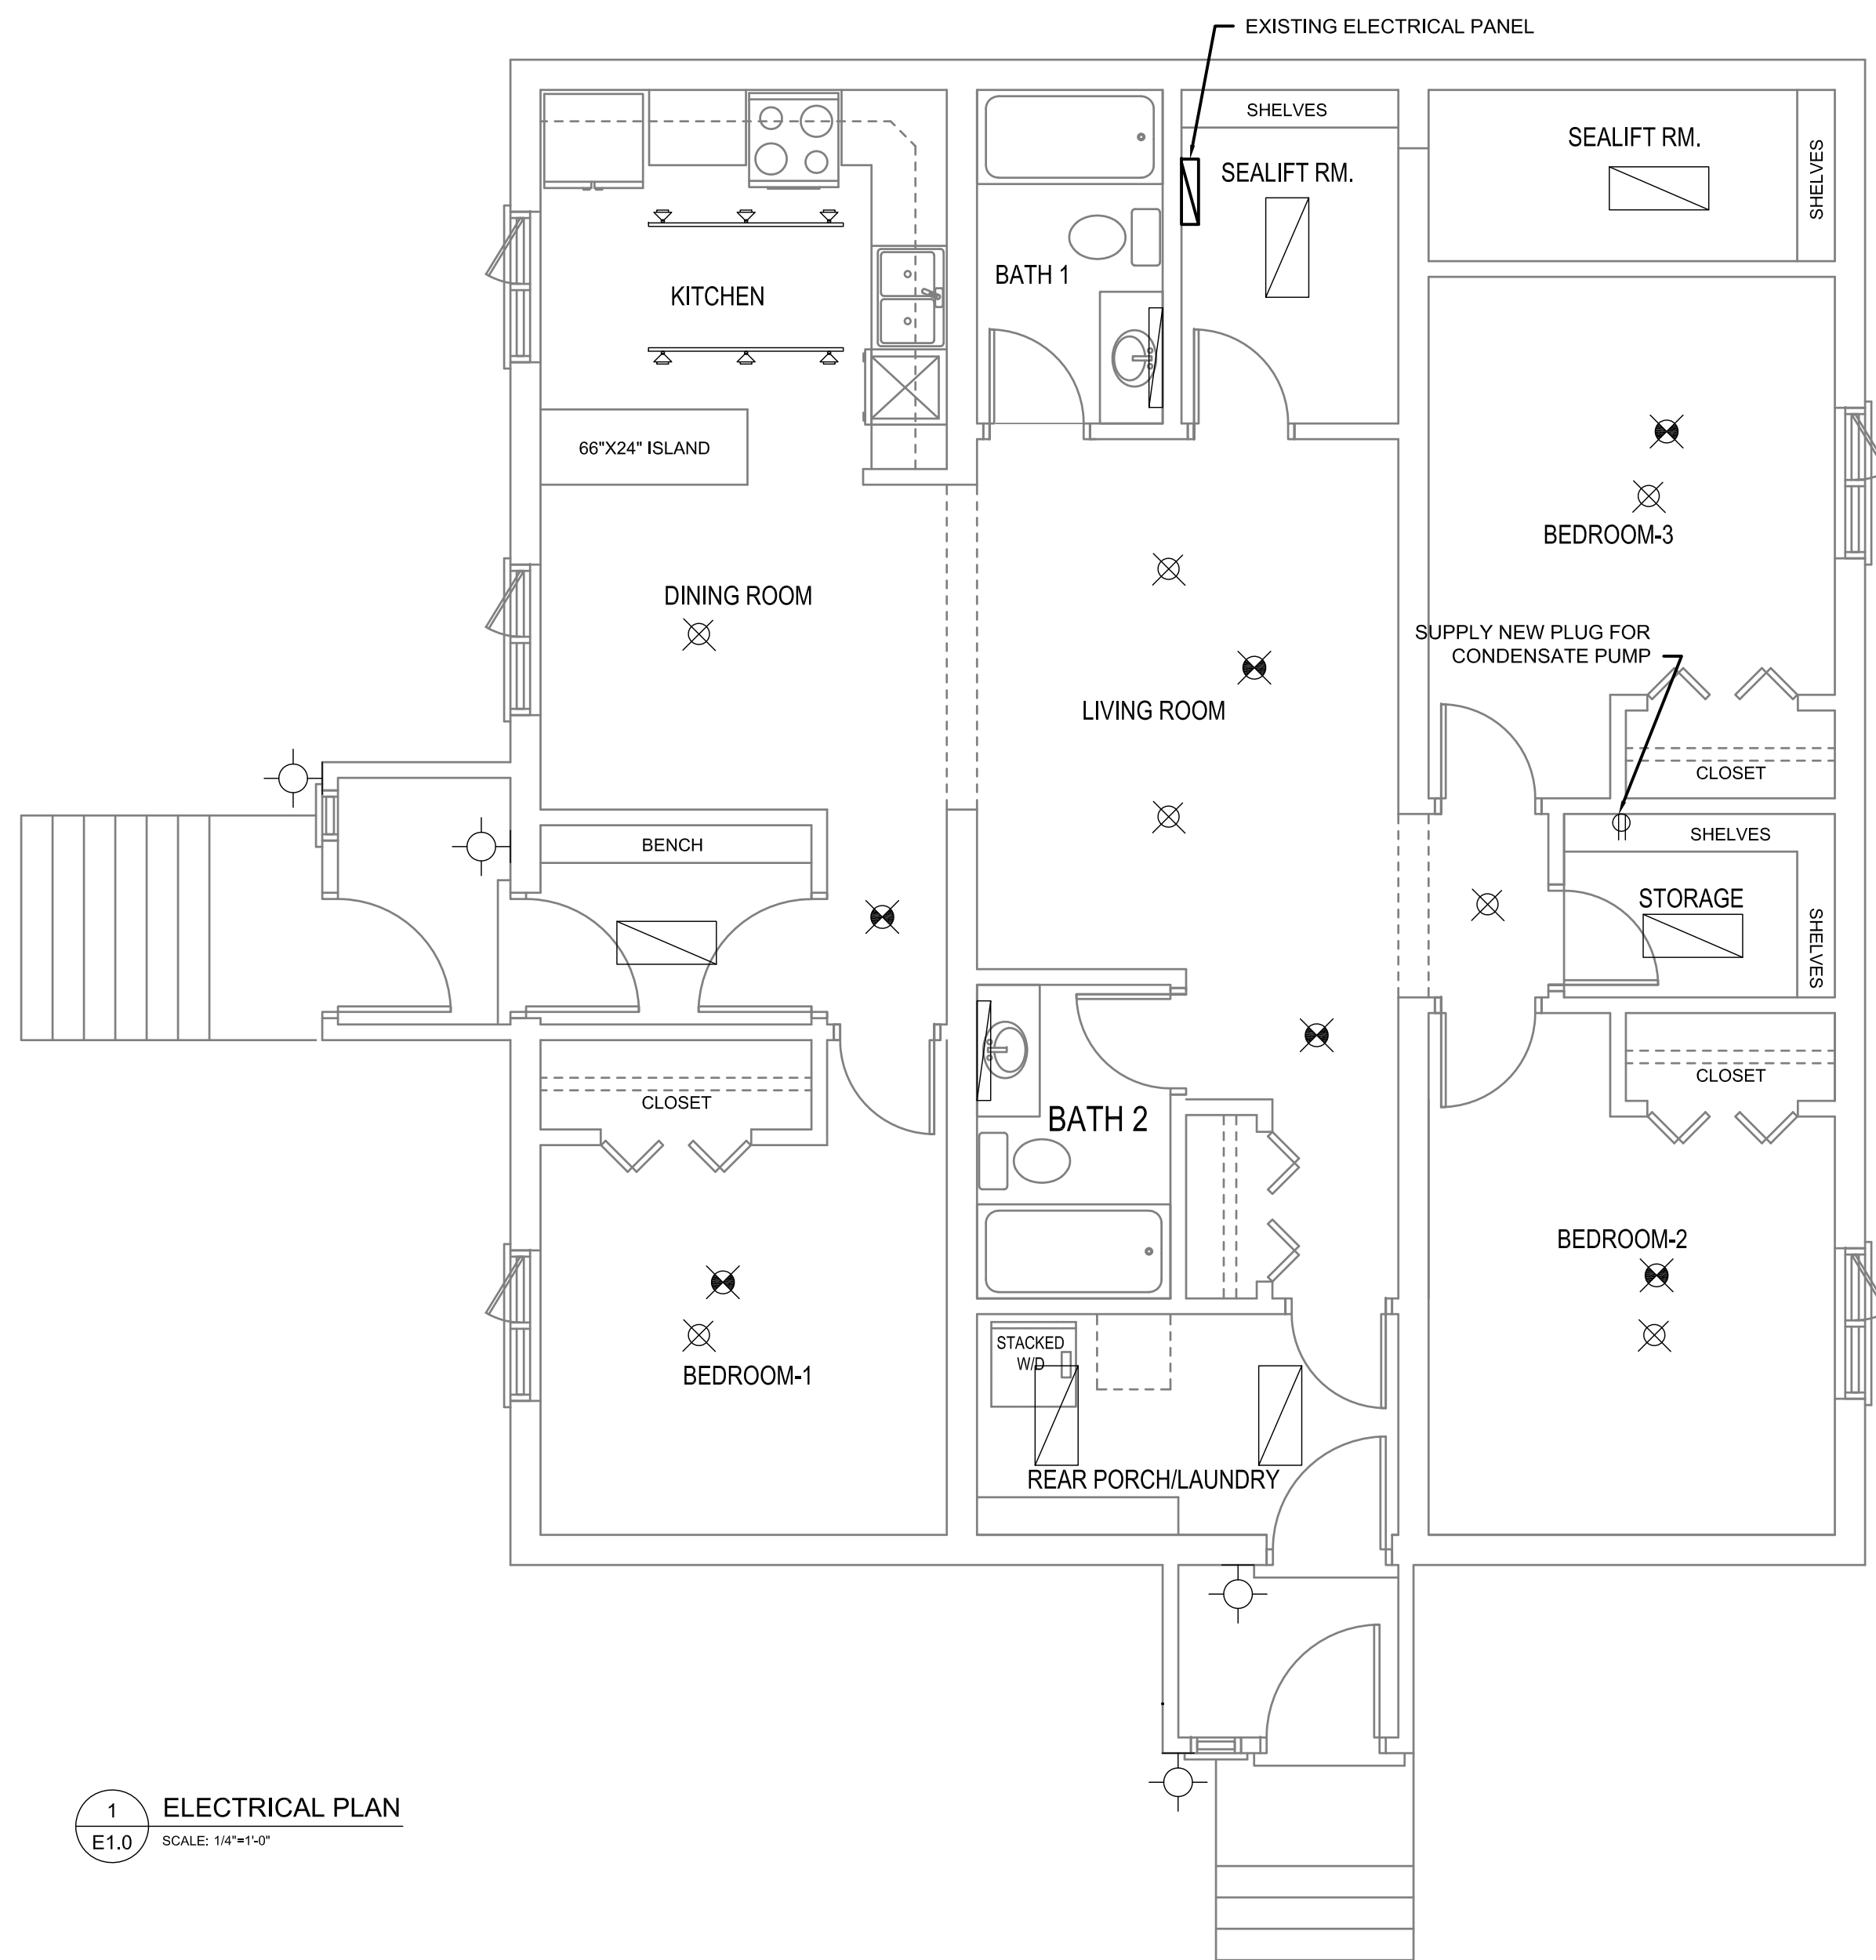 EXISTING ELECTRICAL PANEL
SHELVES
SEALIFT RM.
SHELVES
SEALIFT RM.
BATH 1
KITCHEN
66"X24" ISLAND
BEDROOM-3
DINING ROOM
SUPPLY NEW PLUG FOR
CONDENSATE PUMP
LIVING ROOM
CLOSET
BENCH
SHELVES
STORAGE
SHELVES
CLOSET
CLOSET
BATH 2
BEDROOM-2
STACKED
W/D
BEDROOM-1
REAR PORCH/LAUNDRY
1
E1.0
ELECTRICAL PLAN
SCALE: 1/4"=1'-0"